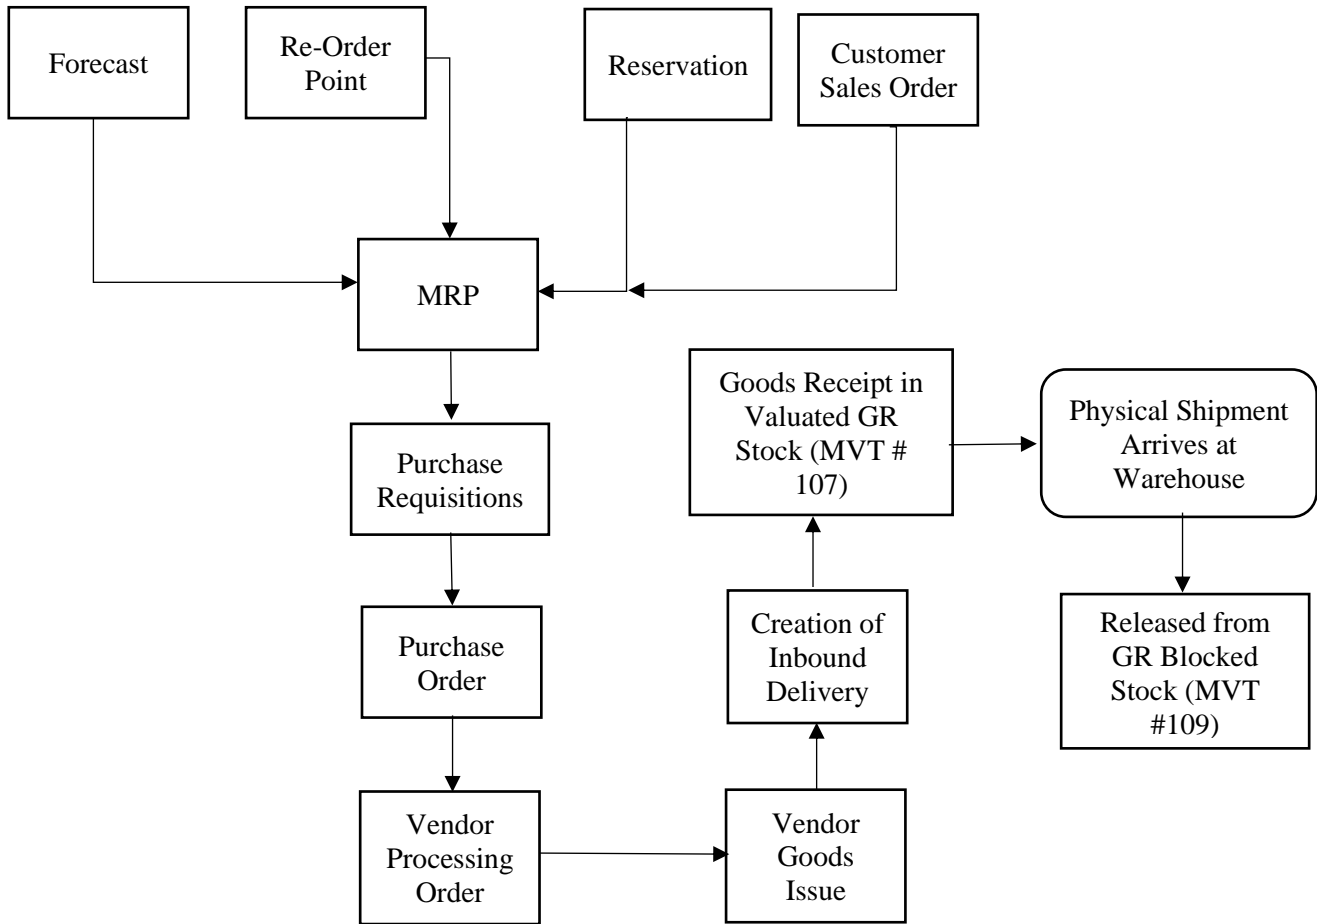 Forecast
Re-Order
Point
Reservation
Customer
Sales Order
MRP
Purchase
Requisitions
Purchase
Order
Vendor
Processing
Order
Vendor
Goods
Issue
Creation of
Inbound
Delivery
Goods Receipt in
Valuated GR
Stock (MVT #
107)
Physical Shipment
Arrives at
Warehouse
Released from
GR Blocked
Stock (MVT
#109)